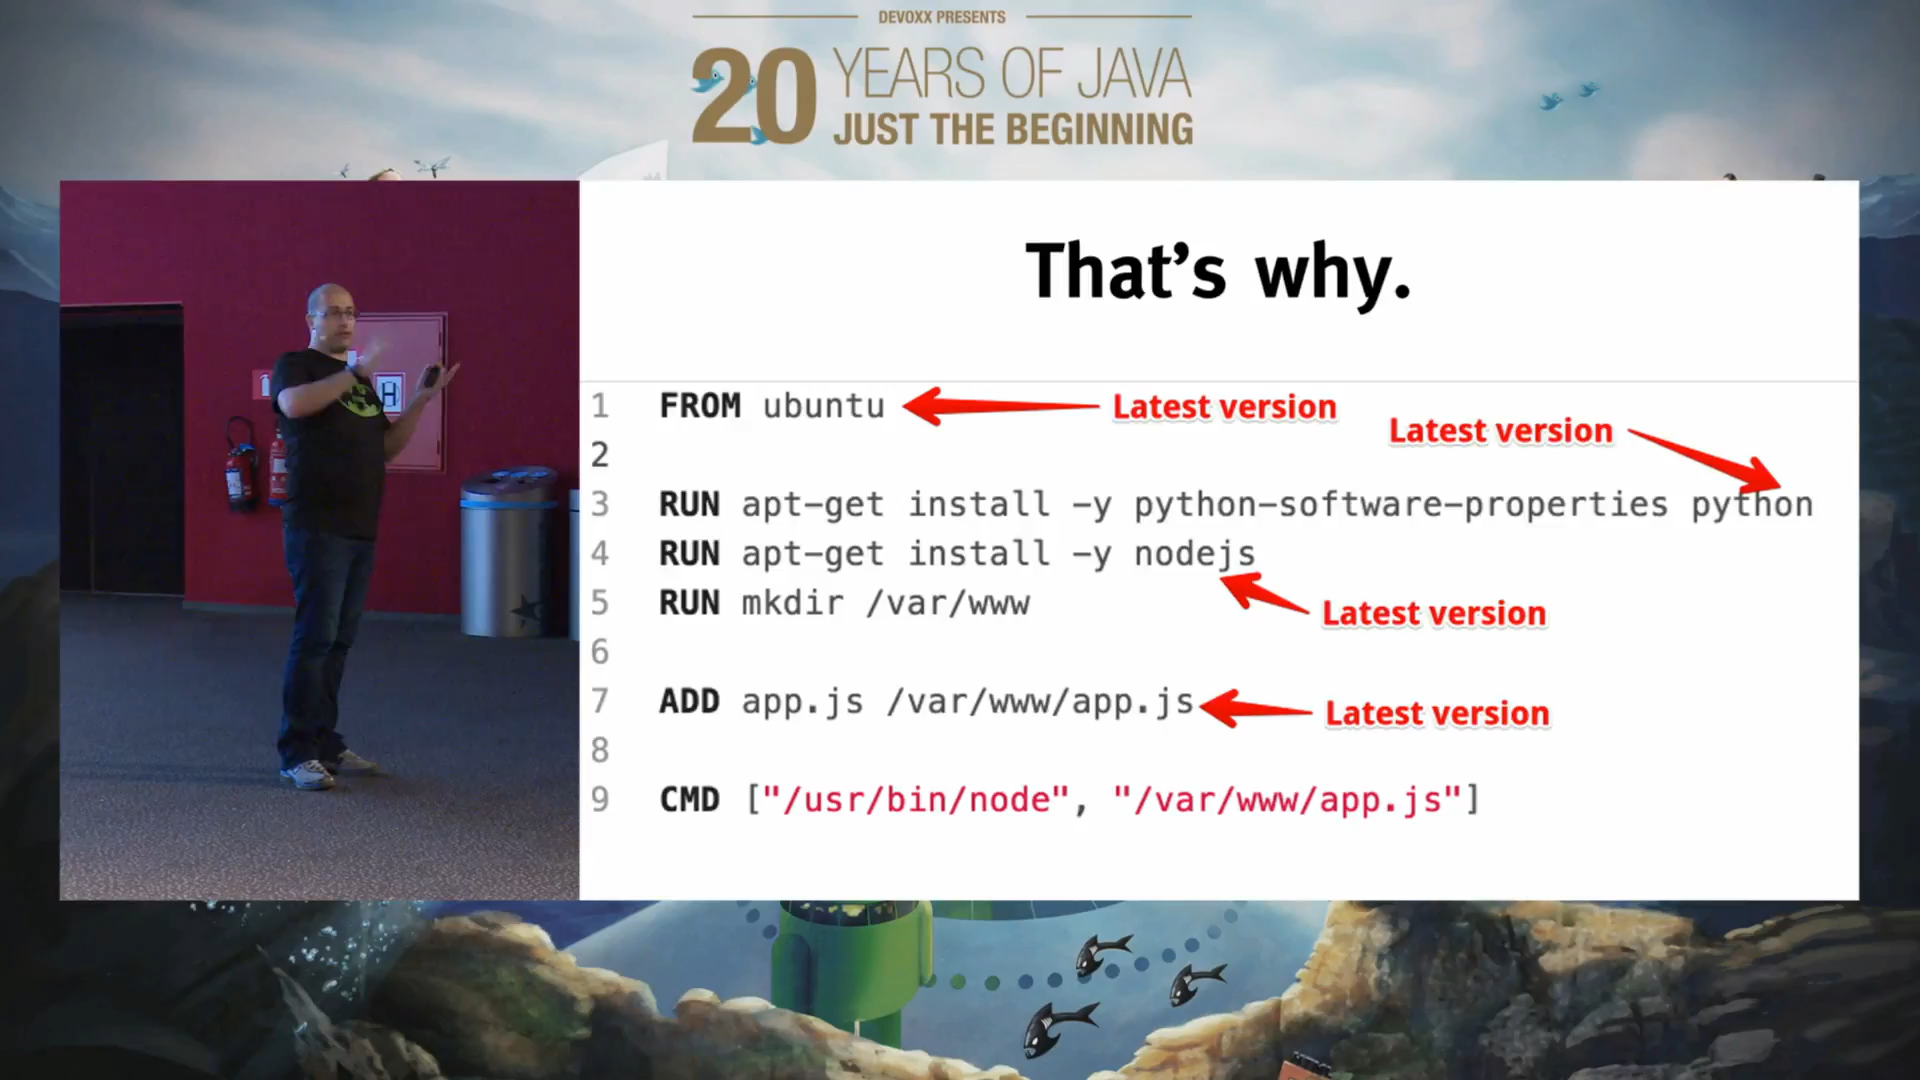 DEVOXX PRESENTS
20 YEARS OF JAVA
JUST THE BEGINNING
That's why.
1 FROM ubuntu
Latest version
Latest version
2
3 RUN apt-get install -y python-software-properties python
4 RUN apt-get install -y nodejs
5 RUN mkdir /var/www
Latest version
6
7 ADD app.js /var/www/app.js
Latest version
8
9 CMD ["/usr/bin/node", "/var/www/app.js"]
H